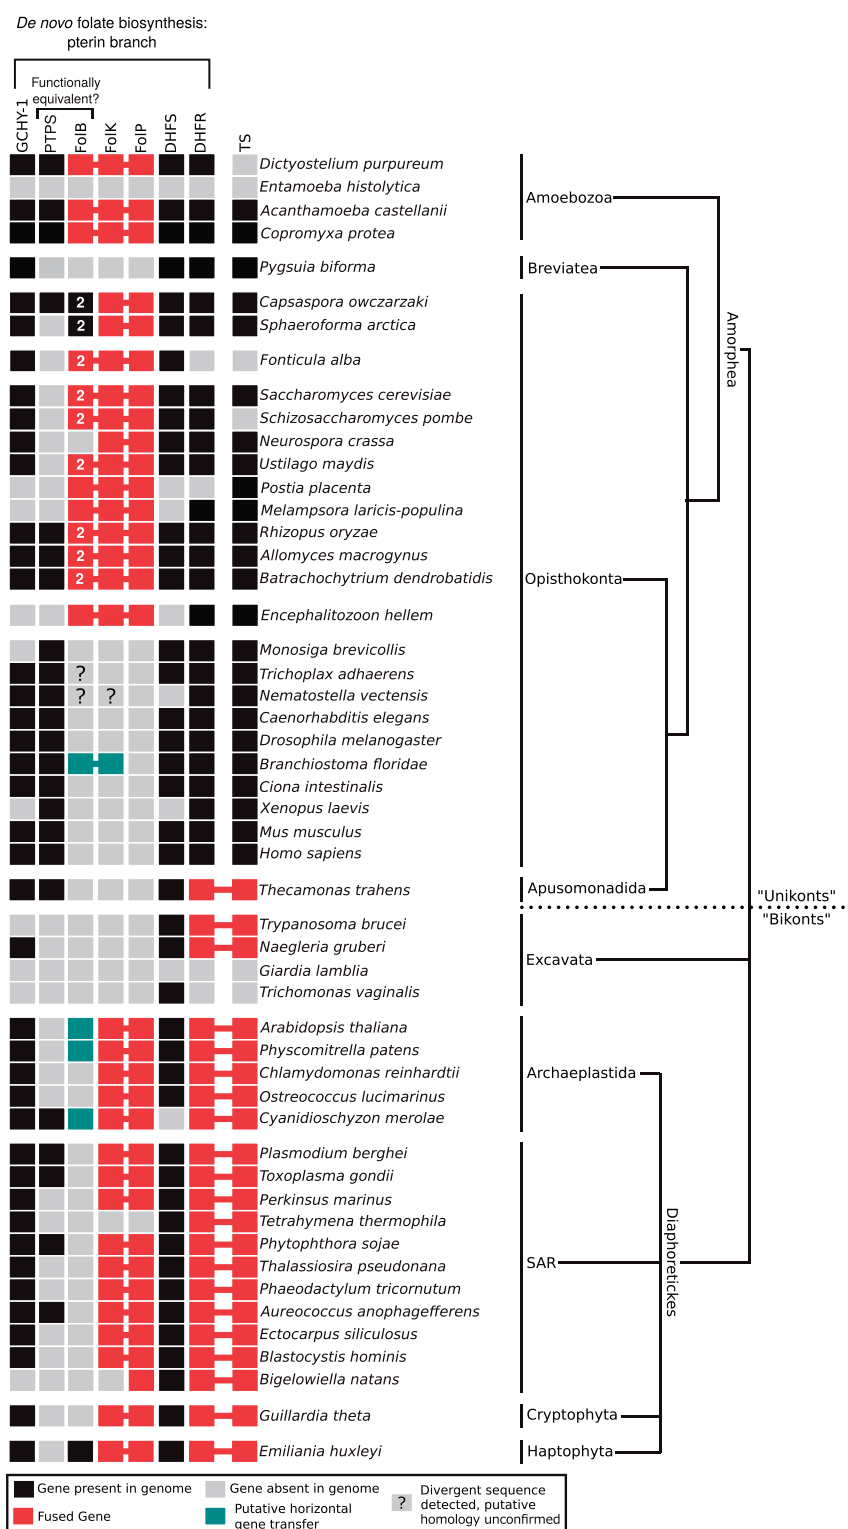 De novo folate biosynthesis:
pterin branch
Functionally
equivalent?
GCHY-1
PTPS
FolB
FolK
FolP
DHFS
DHFR
TS
Dictyostelium purpureum
Entamoeba histolytica
Acanthamoeba castellanii
Copromyxa protea
Amoebozoa
Pygsuia biforma
Breviatea
2 Capsaspora owczarzaki
2 Sphaeroforma arctica
2 Fonticula alba
2 Saccharomyces cerevisiae
2 Schizosaccharomyces pombe
Neurospora crassa
2 Ustilago maydis
Postia placenta
Melampsora laricis-populina
2 Rhizopus oryzae
2 Allomyces macrogynus
2 Batrachochytrium dendrobatidis
Opisthokonta
Encephalitozoon hellem
Monosiga brevicollis
? Trichoplax adhaerens
? ? Nematostella vectensis
Caenorhabditis elegans
Drosophila melanogaster
Branchiostoma floridae
Ciona intestinalis
Xenopus laevis
Mus musculus
Homo sapiens
Amorphea
Thecamonas trahens
Apusomonadida
"Unikonts"
"Bikonts"
Trypanosoma brucei
Naegleria gruberi
Giardia lamblia
Trichomonas vaginalis
Excavata
Arabidopsis thaliana
Physcomitrella patens
Chlamydomonas reinhardtii
Ostreococcus lucimarinus
Cyanidioschyzon merolae
Archaeplastida
Plasmodium berghei
Toxoplasma gondii
Perkinsus marinus
Tetrahymena thermophila
Phytophthora sojae
Thalassiosira pseudonana
Phaeodactylum tricornutum
Aureococcus anophagefferens
Ectocarpus siliculosus
Blastocystis hominis
Bigelowiella natans
SAR
Diaphoretickes
Guillardia theta
Cryptophyta
Emiliania huxleyi
Haptophyta
Gene present in genome
Fused Gene
Gene absent in genome
Putative horizontal
gene transfer
?
Divergent sequence
detected, putative
homology unconfirmed